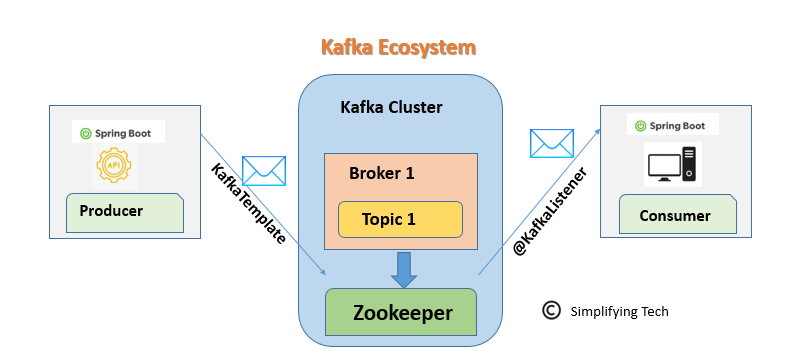 Kafka Ecosystem
Kafka Cluster
Spring Boot
API
Producer
KafkaTemplate
Broker 1
Topic 1
Zookeeper
@KafkaListener
Spring Boot
Consumer
© Simplifying Tech